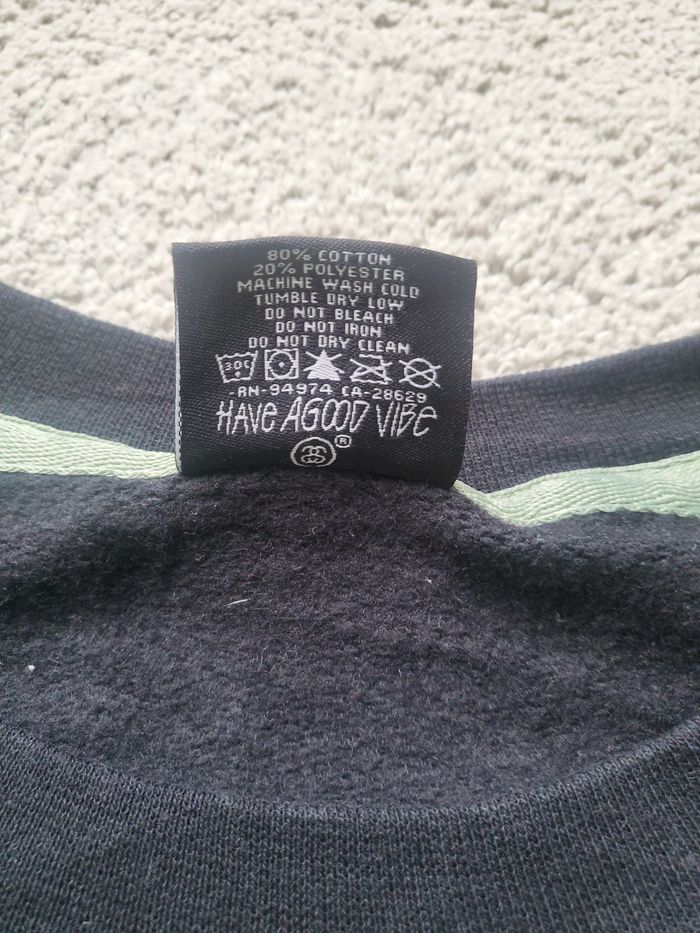 80% COTTON
20% POLYESTER
MACHINE WASH COLD
TUMBLE DRY LOW
DO NOT BLEACH
DO NOT IRON
DO NOT DRY CLEAN
30C
RN-94974 CA-28629
HAVE A GOOD VIBE
®